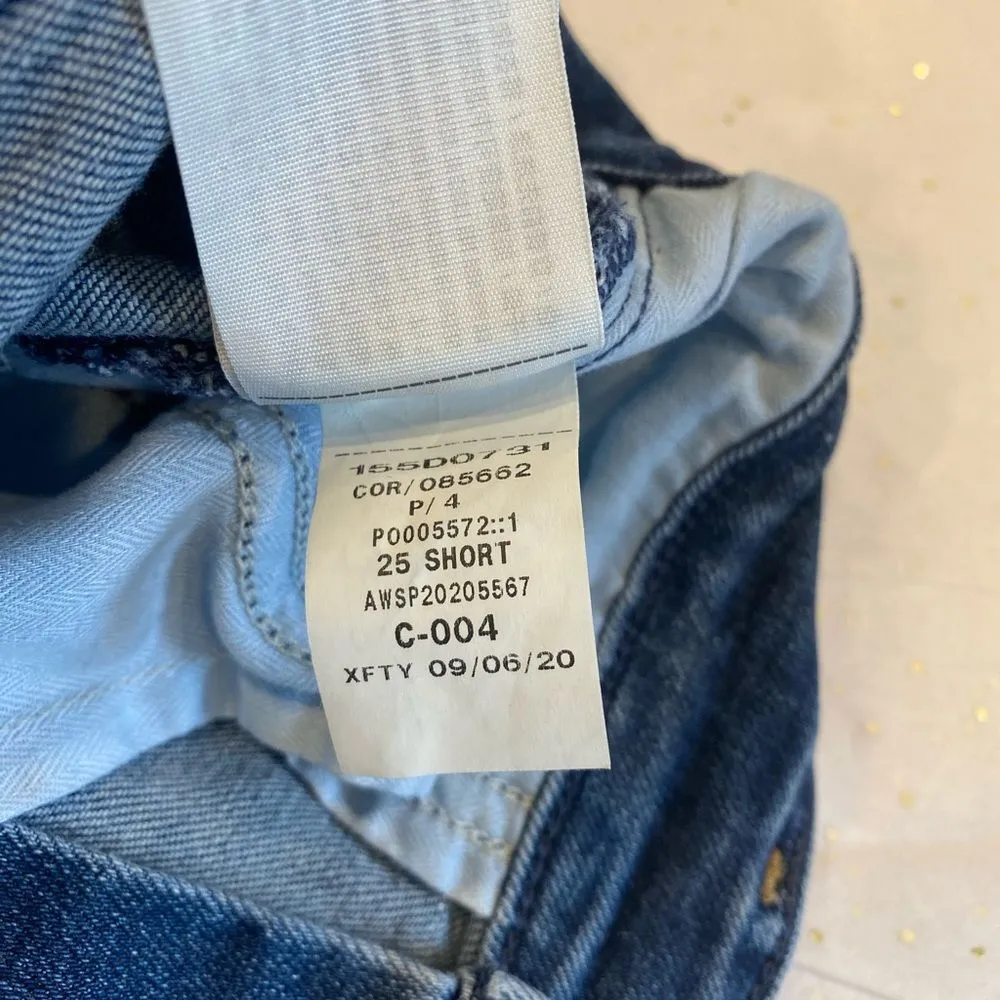 155D0731
COR/085662
P/ 4
P0005572::1
25 SHORT
AWSP20205567
C-004
XFTY 09/06/20